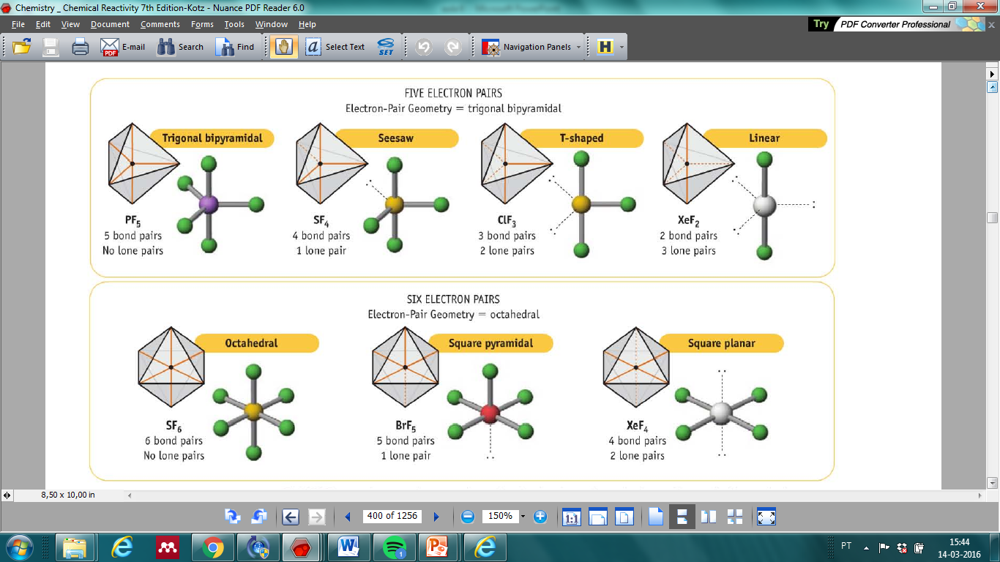 Chemistry _ Chemical Reactivity 7th Edition-Kotz - Nuance PDF Reader 6.0
File Edit View Document Comments Forms Tools Window Help
Try PDF Converter Professional
PDF E-mail Search Find a Select Text SET Navigation Panels H
FIVE ELECTRON PAIRS
Electron-Pair Geometry = trigonal bipyramidal
Trigonal bipyramidal
PF5
5 bond pairs
No lone pairs
Seesaw
SF4
4 bond pairs
1 lone pair
T-shaped
ClF3
3 bond pairs
2 lone pairs
Linear
XeF2
2 bond pairs
3 lone pairs
SIX ELECTRON PAIRS
Electron-Pair Geometry = octahedral
Octahedral
SF6
6 bond pairs
No lone pairs
Square pyramidal
BrF5
5 bond pairs
1 lone pair
Square planar
XeF4
4 bond pairs
2 lone pairs
8,50 x 10,00 in
400 of 1256 150% 1:1
PT 15:44
14-03-2016